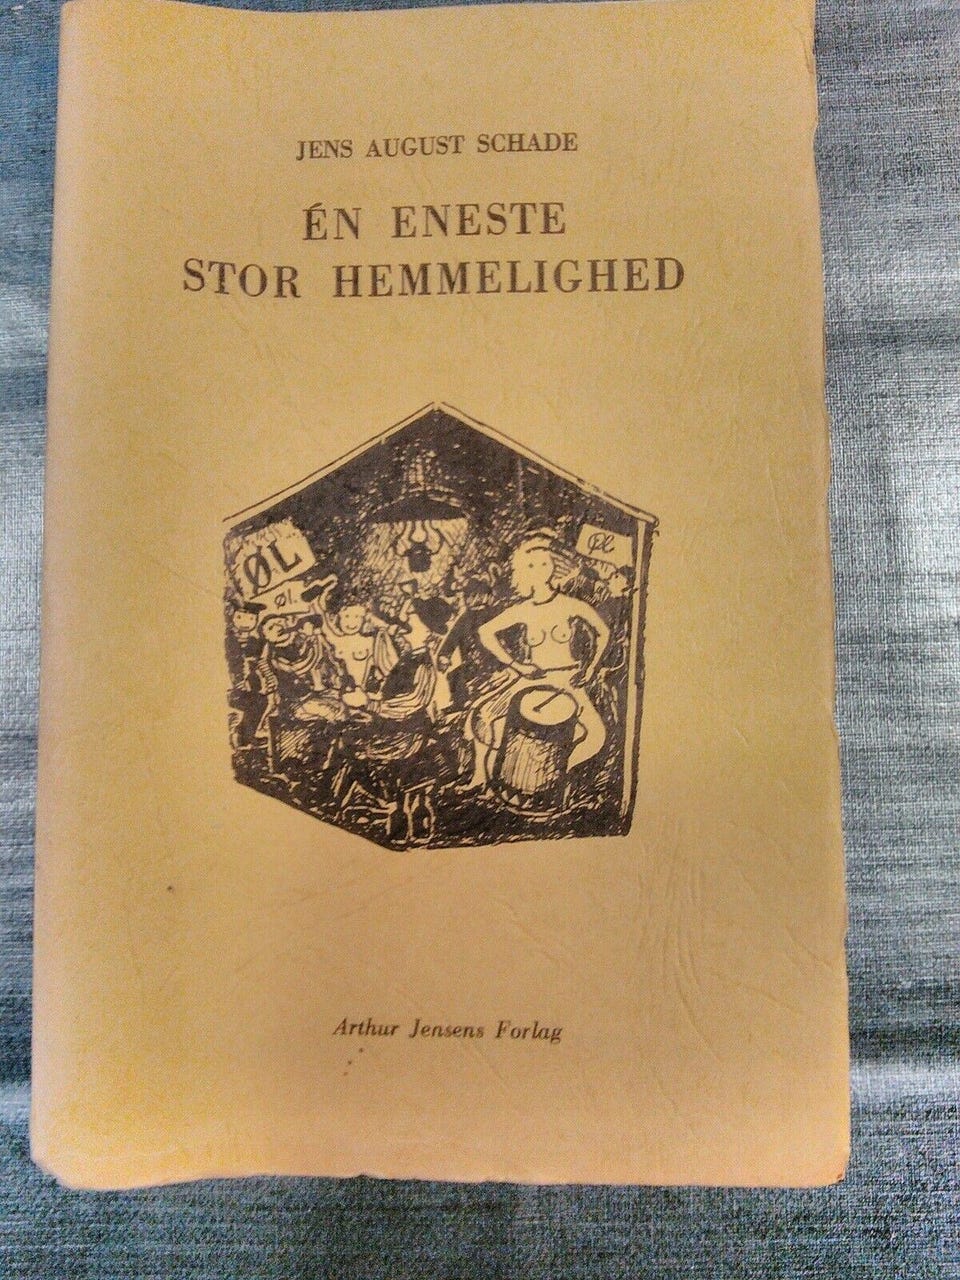 JENS AUGUST SCHADE
ÉN ENESTE
STOR HEMMELIGHED
ØL
ØL
ØL
Arthur Jensens Forlag